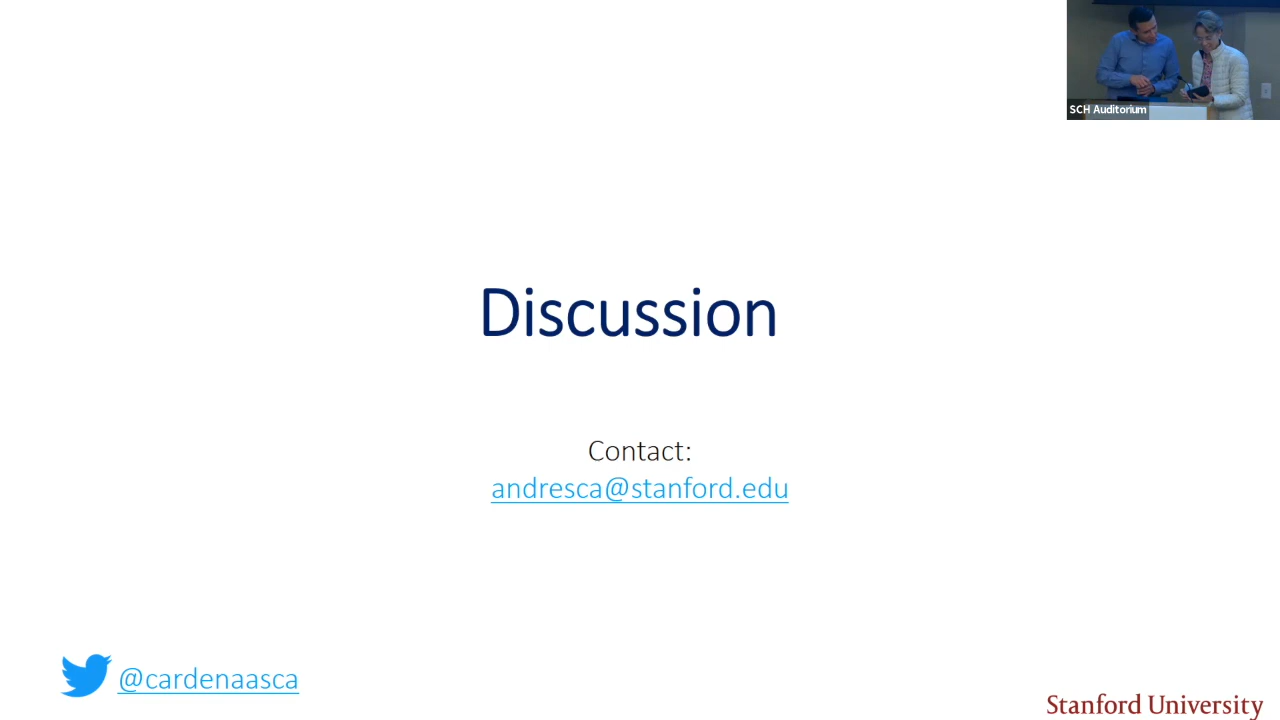 SCH Auditorium
Discussion
Contact:
andresca@stanford.edu
@cardenaasca
Stanford University